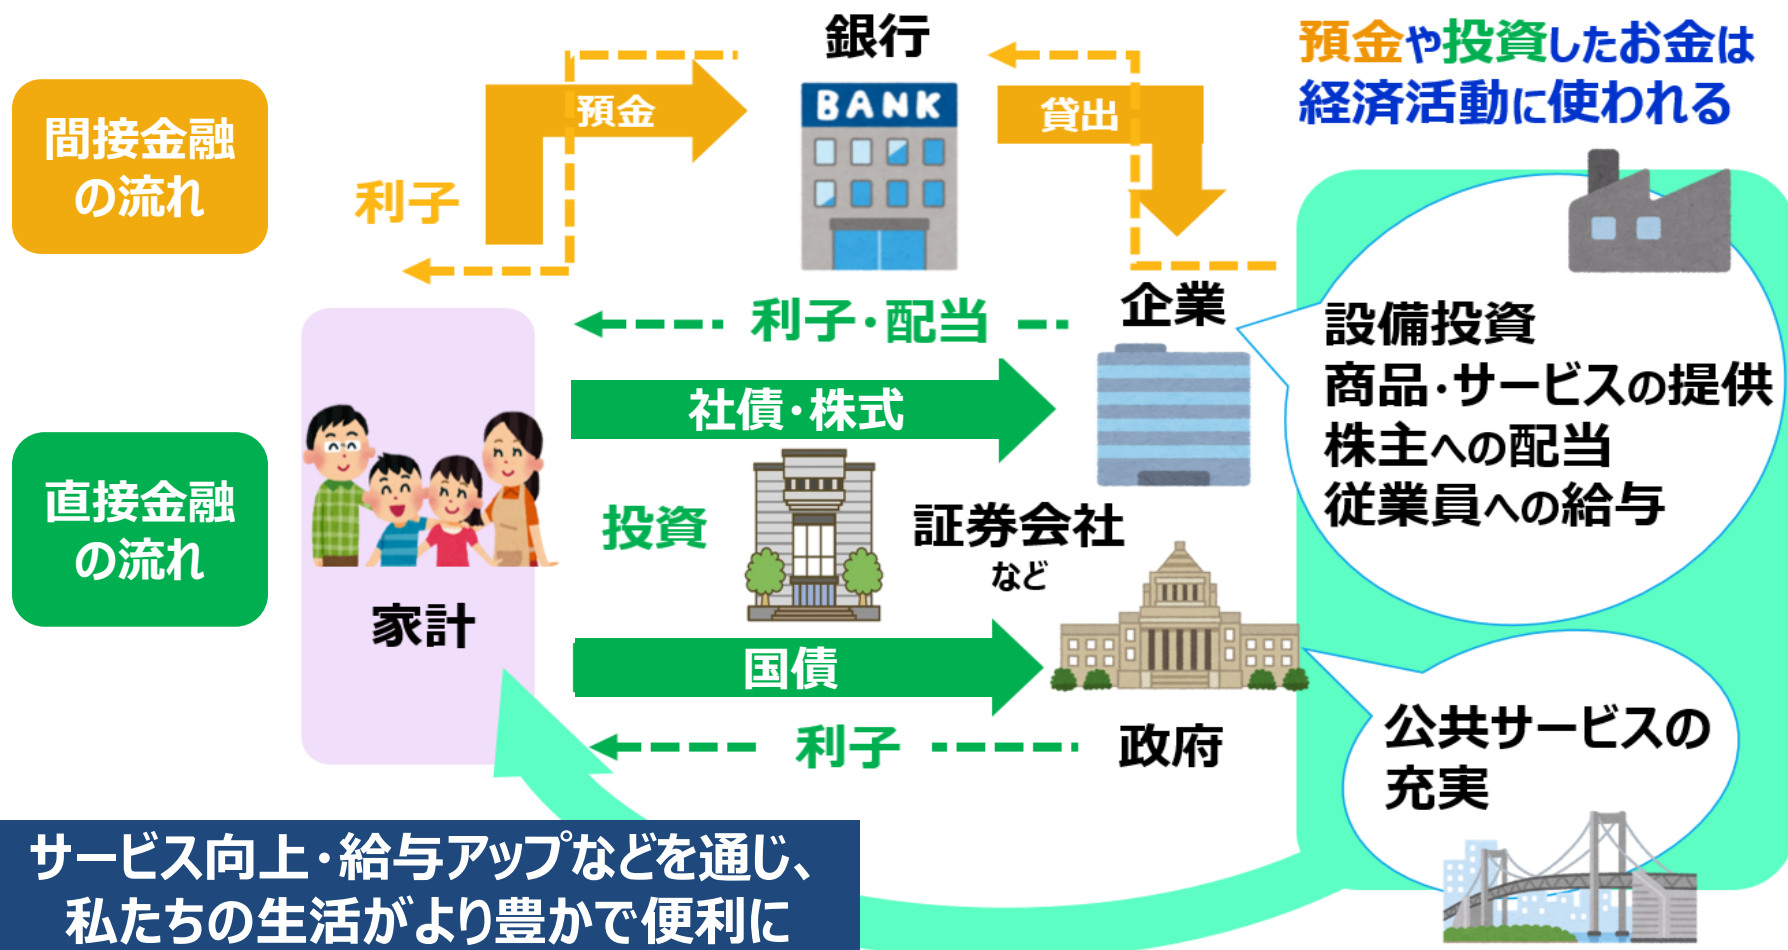 銀行
預金や投資したお金は
経済活動に使われる
BANK
預金
貸出
間接金融
の流れ
利子
企業
利子・配当
設備投資
商品・サービスの提供
株主への配当
従業員への給与
社債・株式
直接金融
の流れ
投資
証券会社
など
家計
国債
利子
政府
公共サービスの
充実
サービス向上・給与アップなどを通じ、
私たちの生活がより豊かで便利に